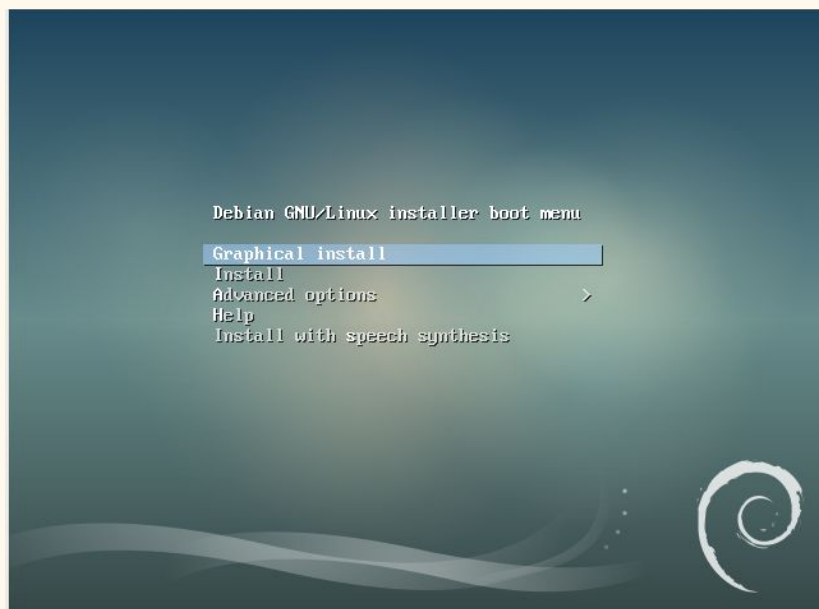 Debian GNU/Linux installer boot menu
Graphical install
Install
Advanced options >
Help
Install with speech synthesis